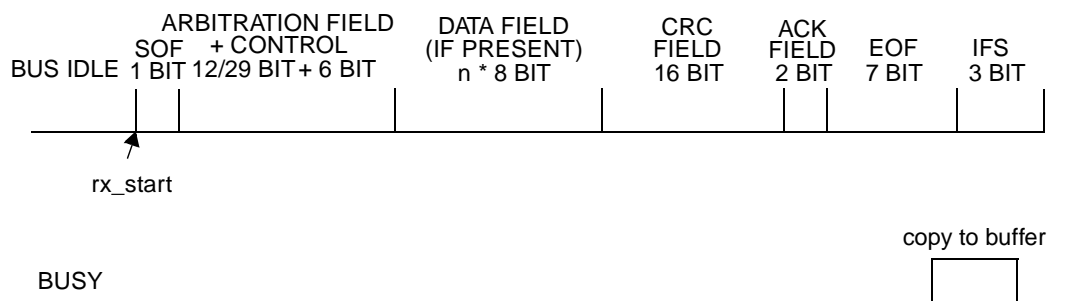 BUS IDLE
SOF
1 BIT
ARBITRATION FIELD
+ CONTROL
12/29 BIT + 6 BIT
DATA FIELD
(IF PRESENT)
n * 8 BIT
CRC
FIELD
16 BIT
ACK
FIELD
2 BIT
EOF
7 BIT
IFS
3 BIT
rx_start
copy to buffer
BUSY